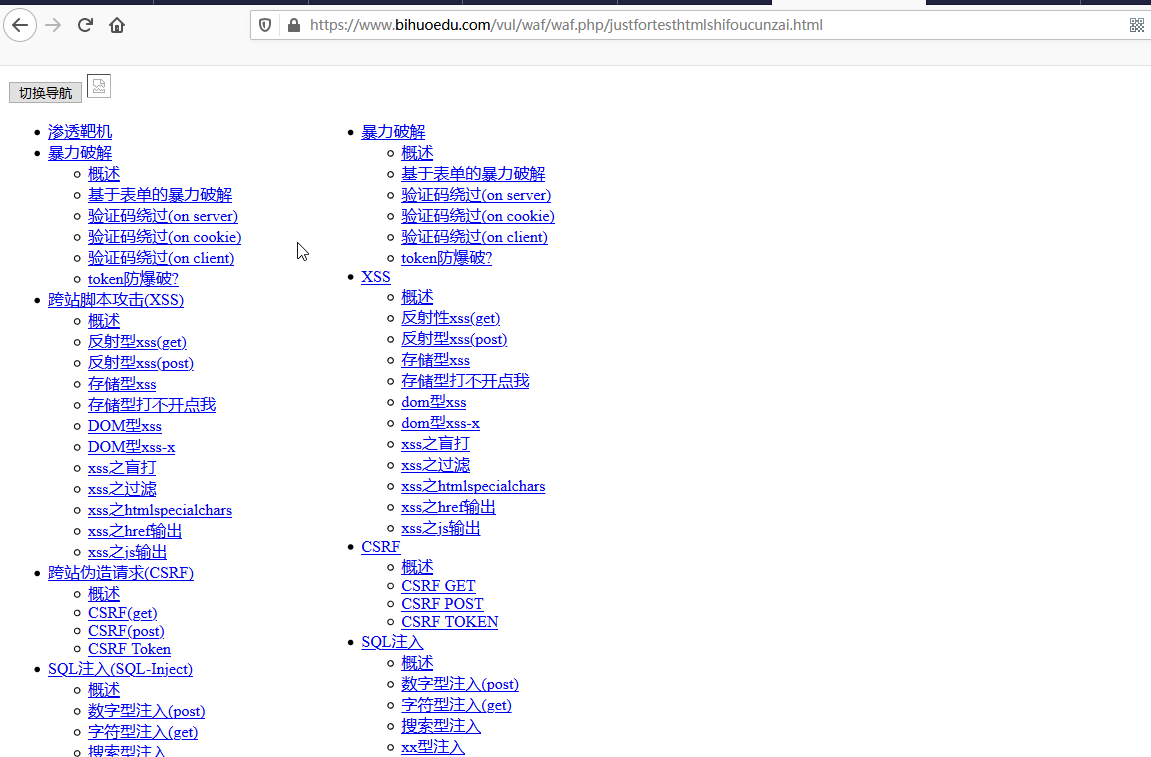 https://www.bihuoedu.com/vul/waf/waf.php/justfortesthtmlshifoucunzai.html
切换导航
渗透靶机
暴力破解
概述
基于表单的暴力破解
验证码绕过(on server)
验证码绕过(on cookie)
验证码绕过(on client)
token防爆破?
跨站脚本攻击(XSS)
概述
反射型xss(get)
反射型xss(post)
存储型xss
存储型打不开点我
DOM型xss
DOM型xss-x
xss之盲打
xss之过滤
xss之htmlspecialchars
xss之href输出
xss之js输出
跨站伪造请求(CSRF)
概述
CSRF(get)
CSRF(post)
CSRF Token
SQL注入(SQL-Inject)
概述
数字型注入(post)
字符型注入(get)
搜索型注入
暴力破解
概述
基于表单的暴力破解
验证码绕过(on server)
验证码绕过(on cookie)
验证码绕过(on client)
token防爆破?
XSS
概述
反射性xss(get)
反射型xss(post)
存储型xss
存储型打不开点我
dom型xss
dom型xss-x
xss之盲打
xss之过滤
xss之htmlspecialchars
xss之href输出
xss之js输出
CSRF
概述
CSRF GET
CSRF POST
CSRF TOKEN
SQL注入
概述
数字型注入(post)
字符型注入(get)
搜索型注入
xx型注入